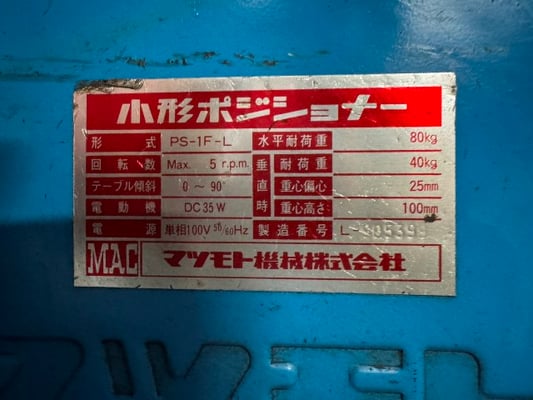 小形ポジショナー
形式 PS-1F-L 水平耐荷重 80kg
回転数 Max. 5 r.p.m. 垂直時 耐荷重 40kg
テーブル傾斜 0～90° 重心偏心 25mm
電動機 DC35W 重心高さ 100mm
電源 単相100V 50/60Hz 製造番号 L-
MAC マツモト機械株式会社